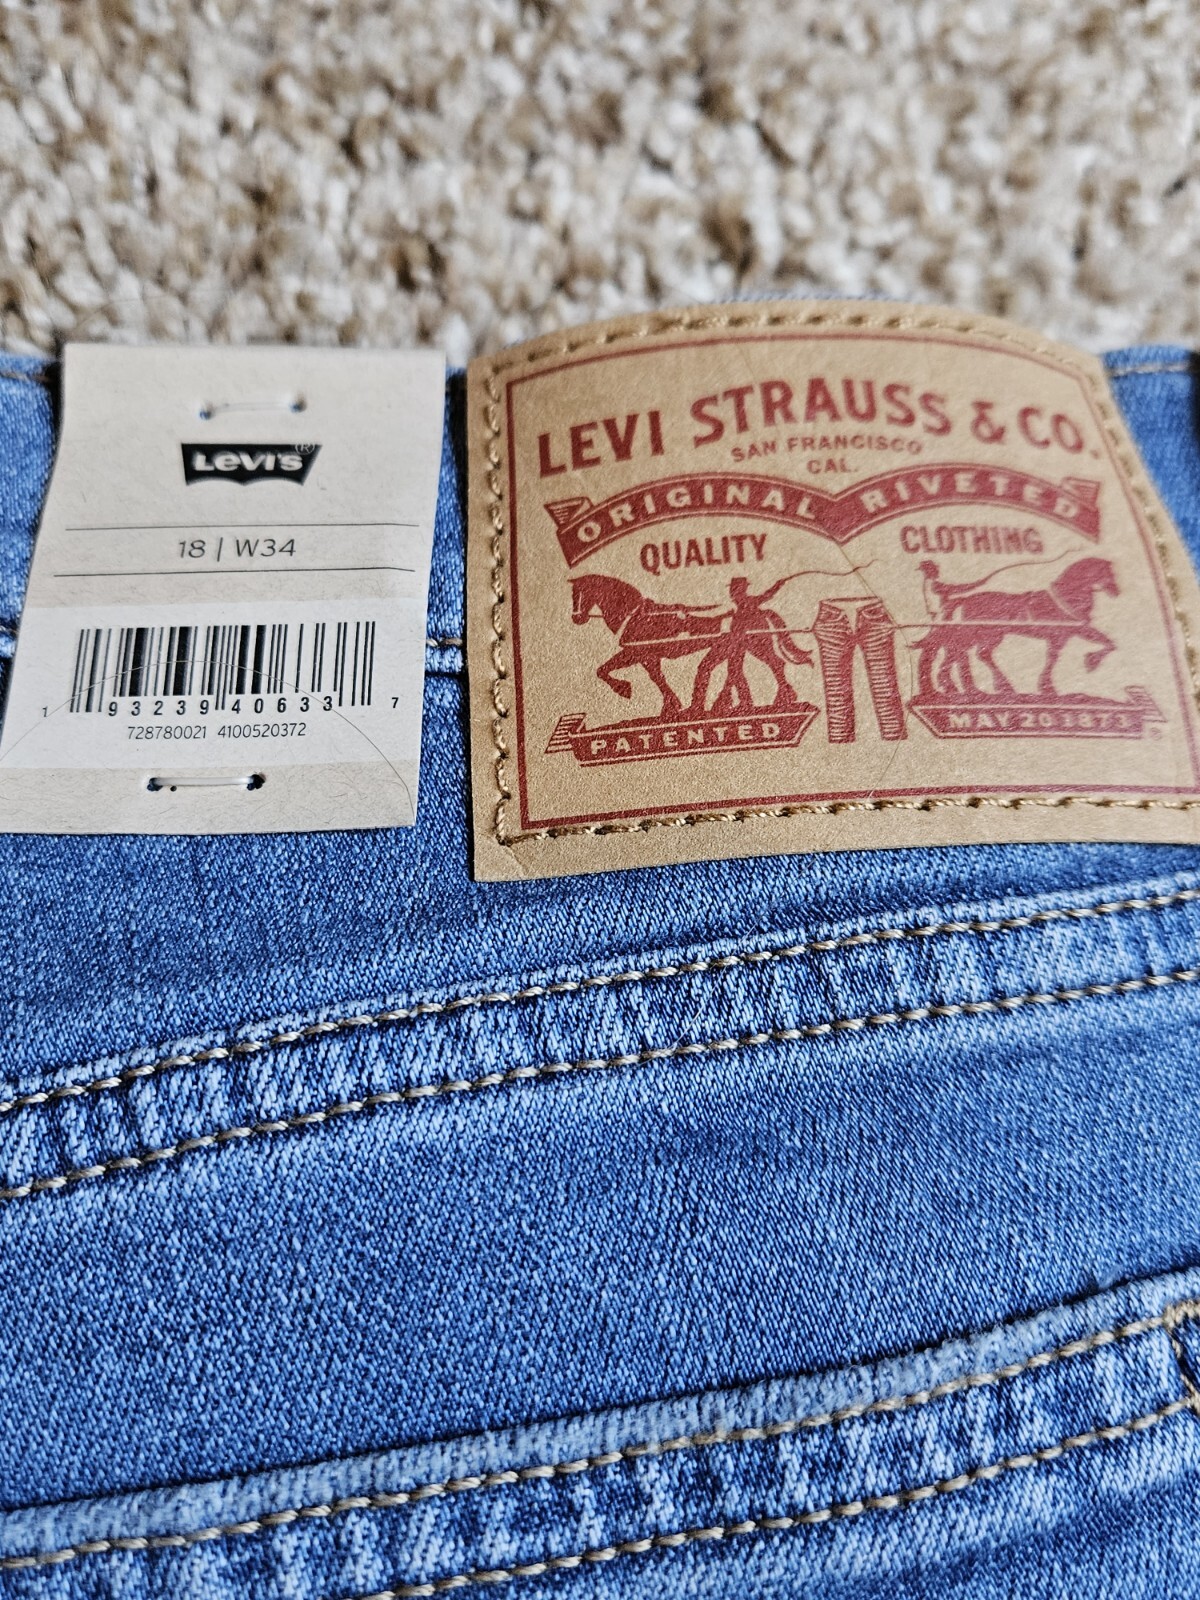 LEVI'S®
18 | W34
1 93239 40633 7
728780021 4100520372
LEVI STRAUSS & CO.
SAN FRANCISCO
CAL.
ORIGINAL RIVETED
QUALITY CLOTHING
PATENTED MAY 20 1873